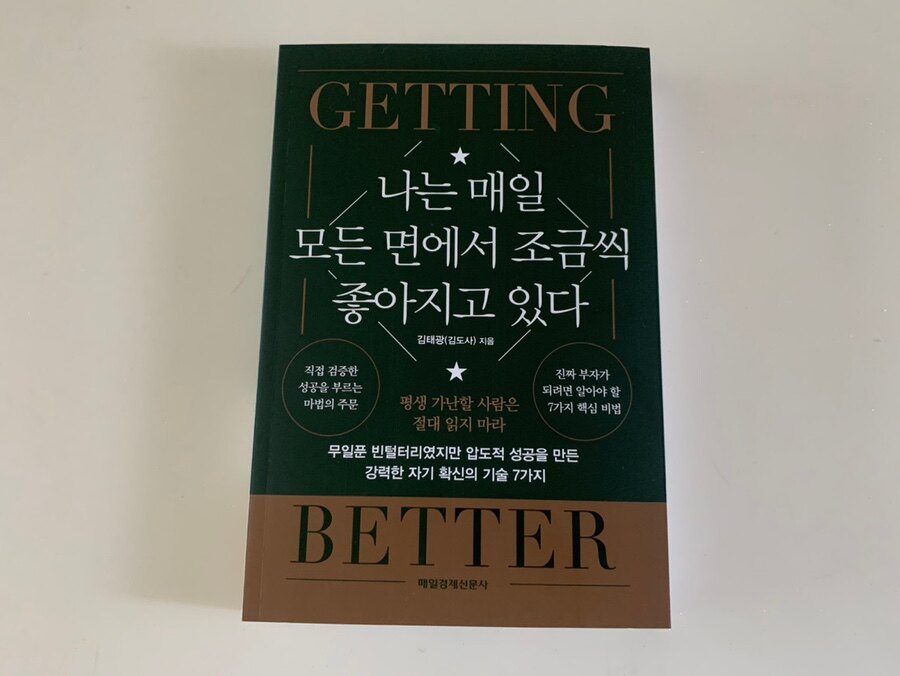 GETTING
나는 매일
모든 면에서 조금씩
좋아지고 있다
김태광(김도사) 지음
직접 검증한
성공을 부르는
마법의 주문
진짜 부자가
되려면 알아야 할
7가지 핵심 비법
평생 가난할 사람은
절대 읽지 마라
무일푼 빈털터리였지만 압도적 성공을 만든
강력한 자기 확신의 기술 7가지
BETTER
매일경제신문사